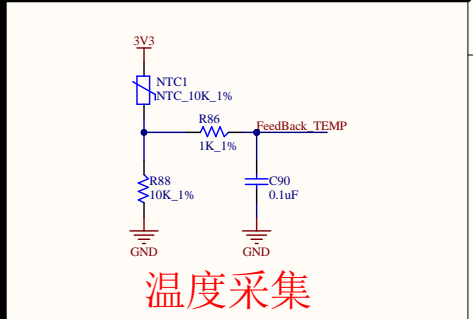 3V3
NTC1
NTC_10K_1%
R86
FeedBack_TEMP
1K_1%
R88
10K_1%
C90
0.1uF
GND
GND
温度采集